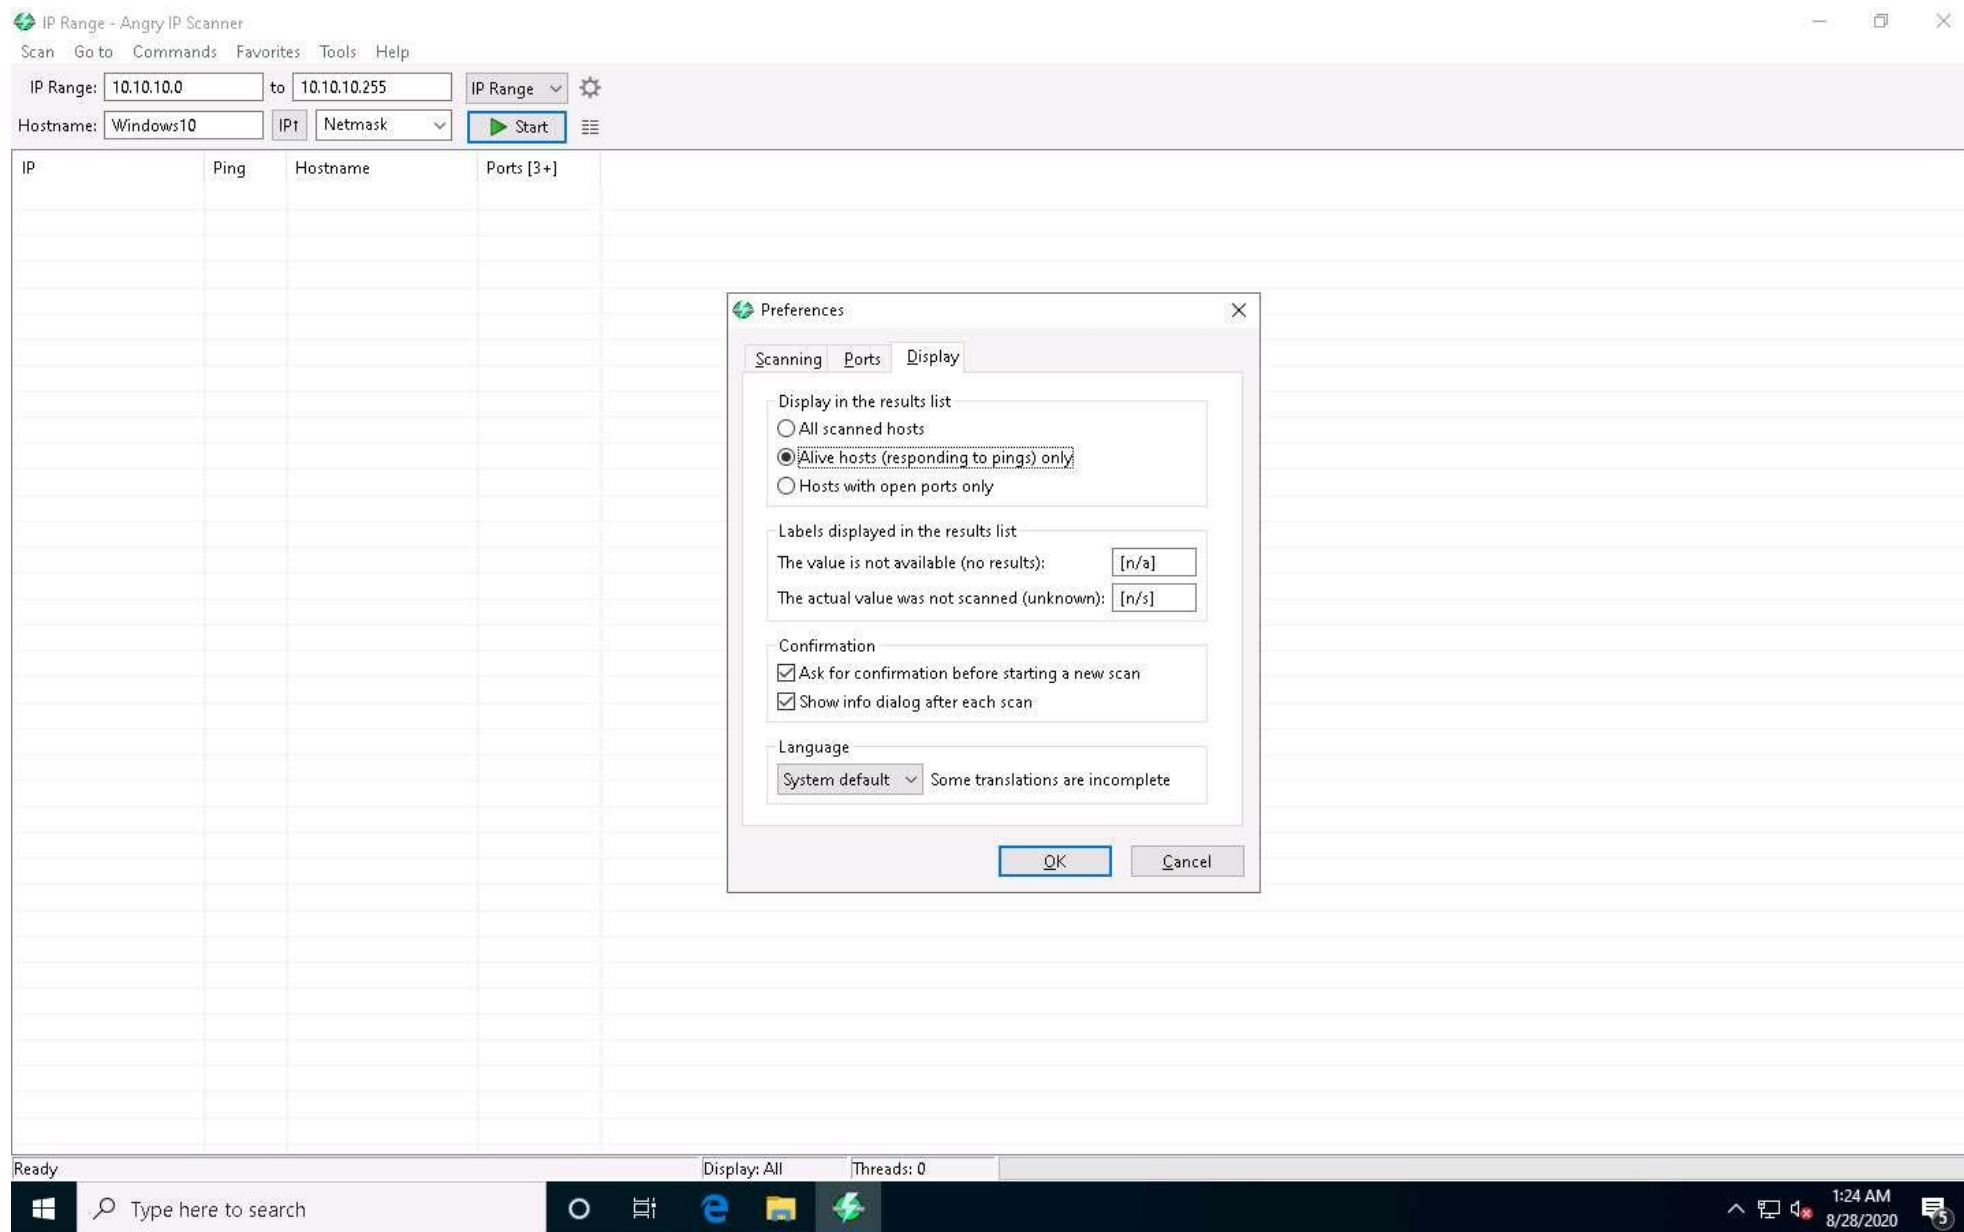 IP Range - Angry IP Scanner
Scan Go to Commands Favorites Tools Help
IP Range: 10.10.10.0 to 10.10.10.255 IP Range
Hostname: Windows10 IP↑ Netmask Start
IP Ping Hostname Ports [3+]
Preferences
Scanning Ports Display
Display in the results list
All scanned hosts
Alive hosts (responding to pings) only
Hosts with open ports only
Labels displayed in the results list
The value is not available (no results): [n/a]
The actual value was not scanned (unknown): [n/s]
Confirmation
Ask for confirmation before starting a new scan
Show info dialog after each scan
Language
System default Some translations are incomplete
OK Cancel
Ready Display: All Threads: 0
Type here to search
1:24 AM
8/28/2020
5